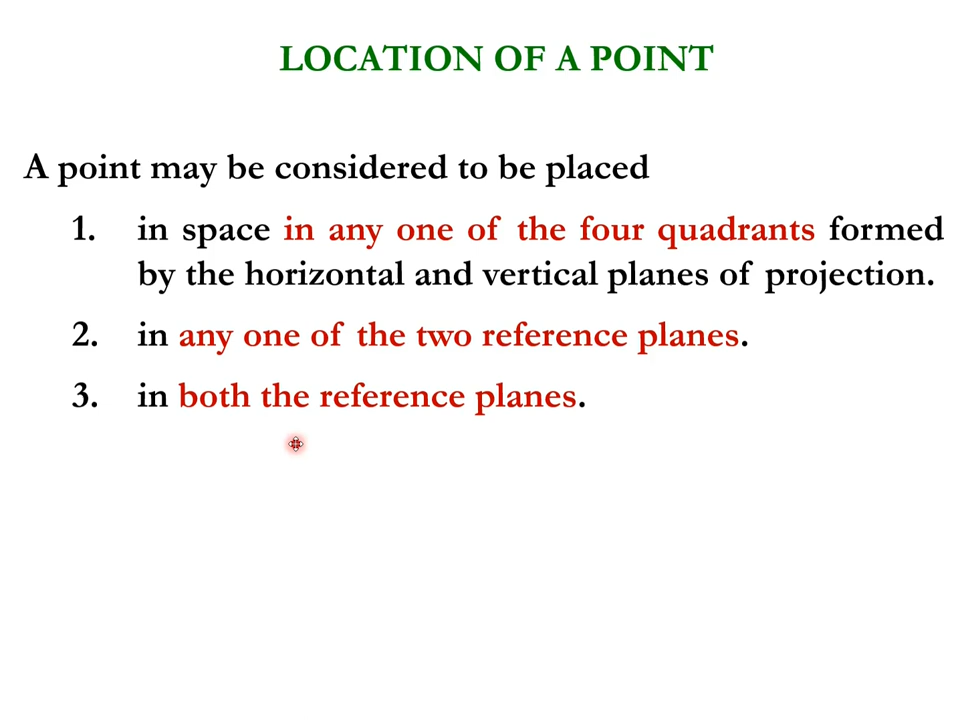 LOCATION OF A POINT
A point may be considered to be placed
1. in space in any one of the four quadrants formed
by the horizontal and vertical planes of projection.
2. in any one of the two reference planes.
3. in both the reference planes.